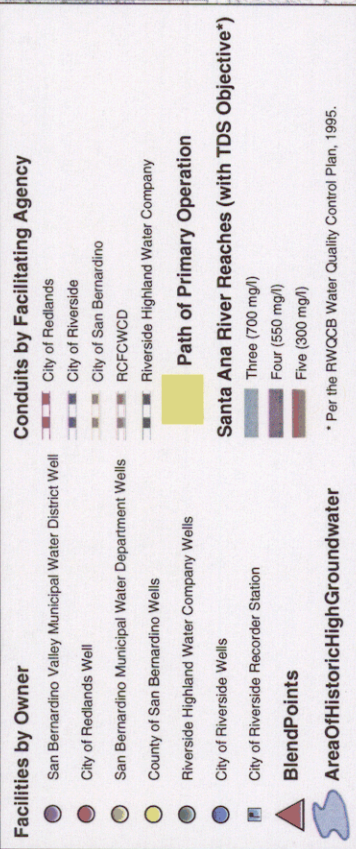 Facilities by Owner
San Bernardino Valley Municipal Water District Well
City of Redlands Well
San Bernardino Municipal Water Department Wells
County of San Bernardino Wells
Riverside Highland Water Company Wells
City of Riverside Wells
City of Riverside Recorder Station
BlendPoints
AreaOfHistoricHighGroundwater
Conduits by Facilitating Agency
City of Redlands
City of Riverside
City of San Bernardino
RCFCWCD
Riverside Highland Water Company
Path of Primary Operation
Santa Ana River Reaches (with TDS Objective*)
Three (700 mg/l)
Four (550 mg/l)
Five (300 mg/l)
* Per the RWQCB Water Quality Control Plan, 1995.